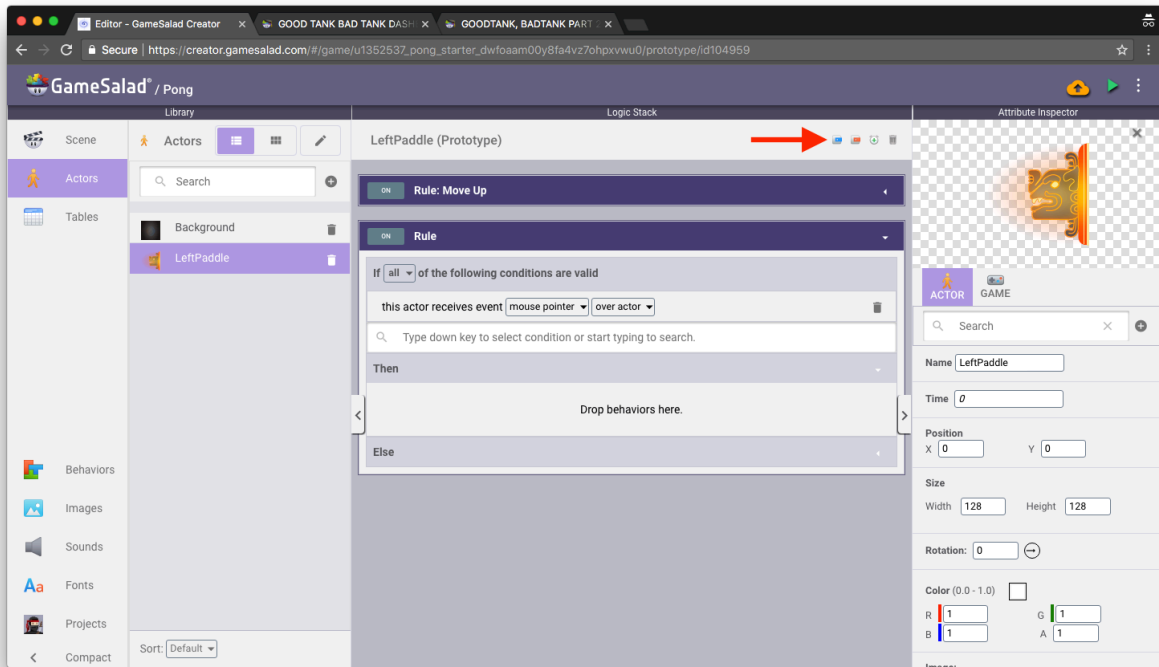 Editor - GameSalad Creator
GOOD TANK BAD TANK DASH
GOODTANK, BADTANK PART 2
Secure | https://creator.gamesalad.com/#/game/u1352537_pong_starter_dwfoaam00y8fa4vz7ohpxvwu0/prototype/id104959
GameSalad® / Pong
Library
Logic Stack
Attribute Inspector
Scene
Actors
Tables
Behaviors
Images
Sounds
Aa Fonts
Projects
Compact
Actors
Search
Background
LeftPaddle
Sort: Default
LeftPaddle (Prototype)
ON Rule: Move Up
ON Rule
If all of the following conditions are valid
this actor receives event mouse pointer over actor
Type down key to select condition or start typing to search.
Then
Drop behaviors here.
Else
ACTOR GAME
Search
Name LeftPaddle
Time 0
Position
X 0 Y 0
Size
Width 128 Height 128
Rotation: 0
Color (0.0 - 1.0)
R 1 G 1
B 1 A 1